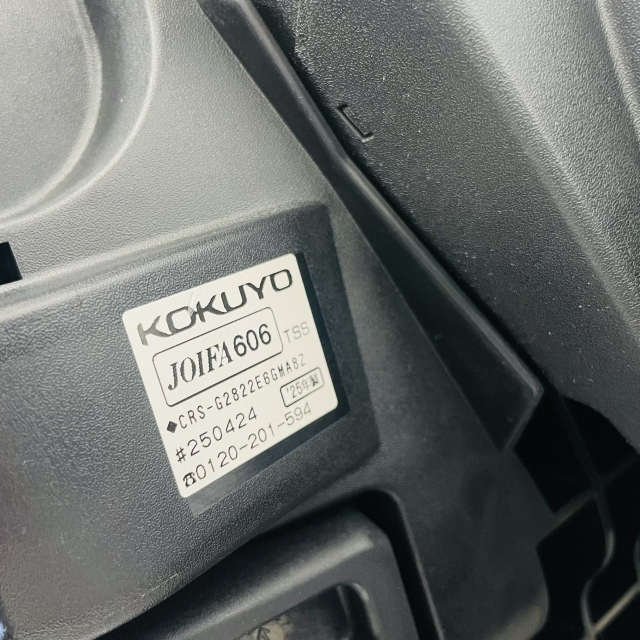 KOKUYO
JOIFA606 TSS
◆CRS-G2822E6GMA8Z
#250424 '25年製
☎0120-201-594